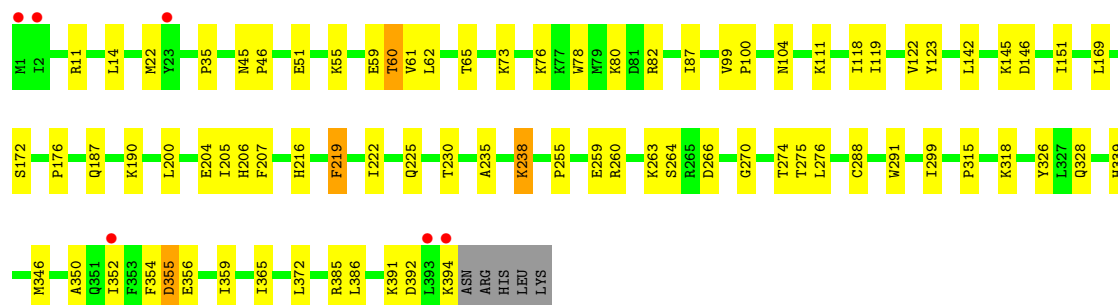 M1 I2 Y23 R11 L14 M22 P35 N45 P46 E51 K55 E59 T60 V61 L62 T65 K73 K76 K77 W78 M79 K80 D81 R82 I87 V99 P100 N104 K111 I118 I119 V122 Y123 L142 K145 D146 I151 L169
S172 P176 Q187 K190 L200 E204 I205 H206 F207 H216 F219 I222 Q225 T230 A235 K238 P255 E259 R260 K263 S264 R265 D266 G270 T274 T275 L276 C288 W291 I299 P315 K318 Y326 L327 Q328
M346 A350 Q351 I352 F353 F354 D355 E356 I359 I365 L372 R385 L386 K391 D392 L393 K394 ASN ARG HIS LEU LYS